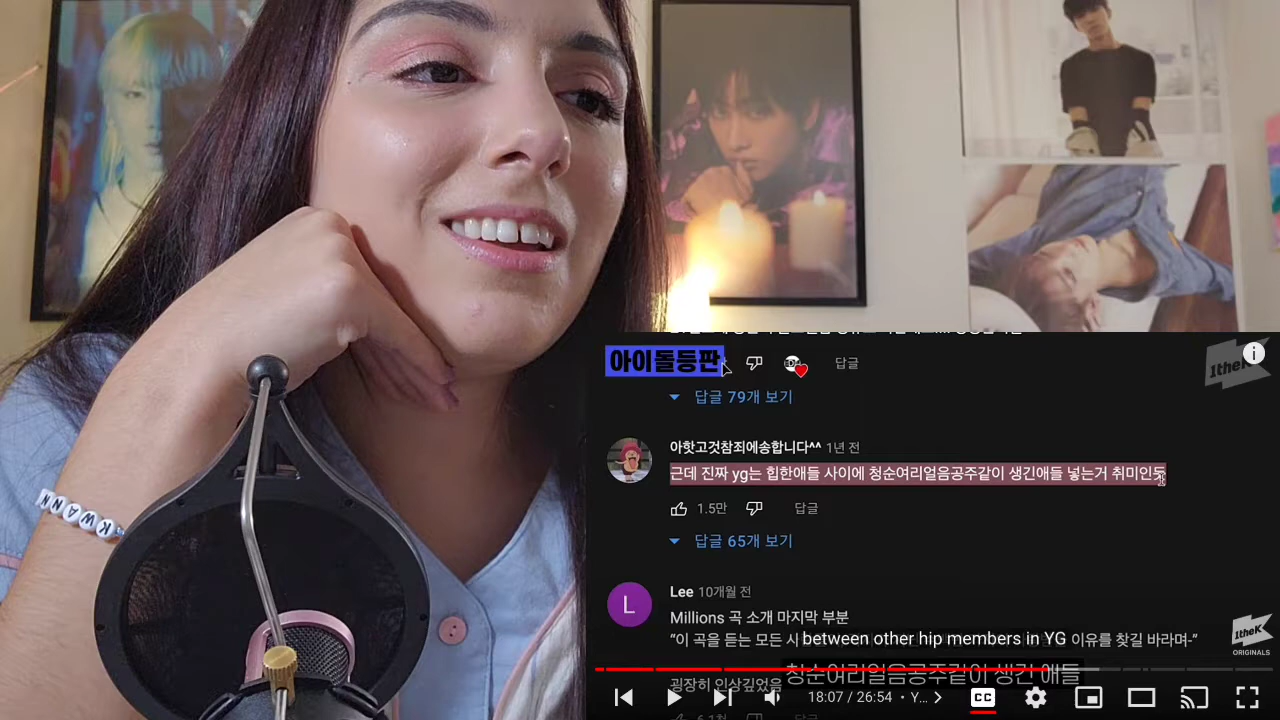 KWANN
아이돌등판
1theK
답글
답글 79개 보기
아핫고것참죄에송합니다^^ 1년 전
근데 진짜 yg는 힙한애들 사이에 청순여리얼음공주같이 생긴애들 넣는거 취미인듯
1.5만 답글
답글 65개 보기
L
Lee 10개월 전
Millions 곡 소개 마지막 부분
"이 곡을 듣는 모든 사 이유를 찾길 바라며-"
between other hip members in YG
1theK
ORIGINALS
청순여리얼음공주같이 생긴 애들
굉장히 인상깊었음
18:07 / 26:54 • Y...
CC